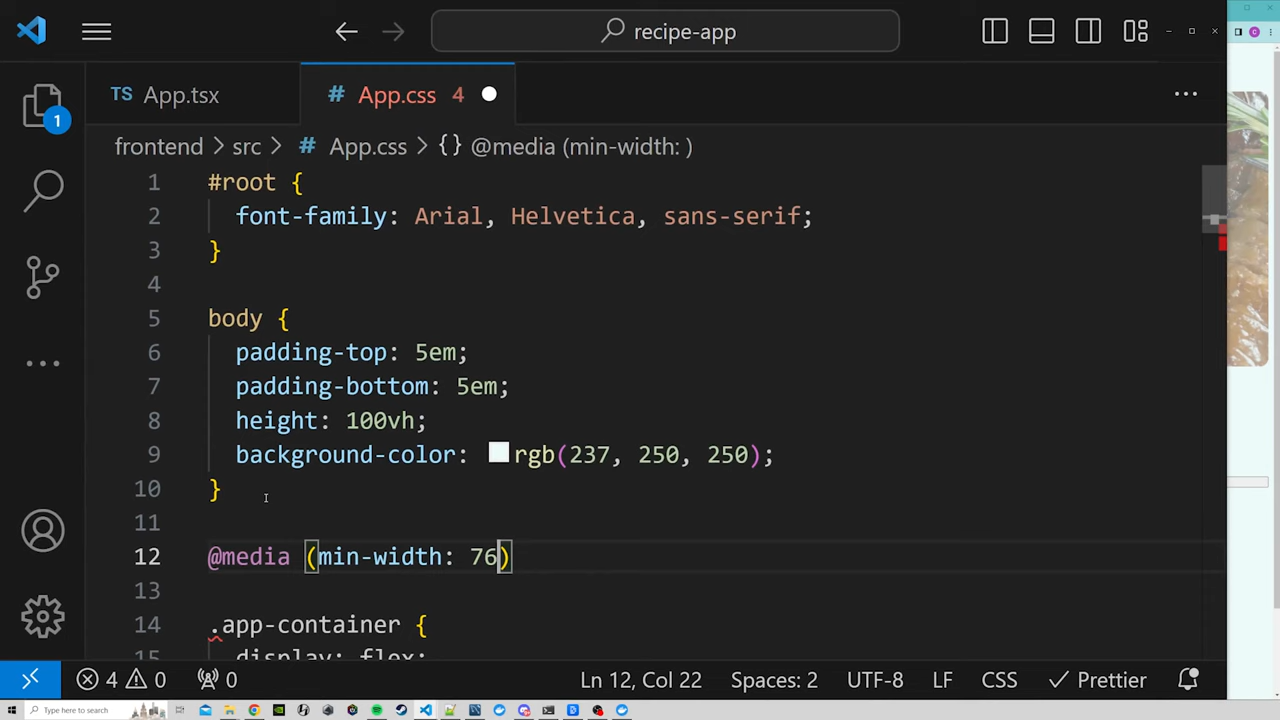 recipe-app
TS App.tsx
# App.css 4
1
frontend > src > # App.css > {} @media (min-width: )
1 #root {
2 font-family: Arial, Helvetica, sans-serif;
3 }
4
5 body {
6 padding-top: 5em;
7 padding-bottom: 5em;
8 height: 100vh;
9 background-color: rgb(237, 250, 250);
10 }
11
12 @media (min-width: 76)
13
14 .app-container {
15 display: flex;
4 0 0 Ln 12, Col 22 Spaces: 2 UTF-8 LF CSS Prettier
Type here to search